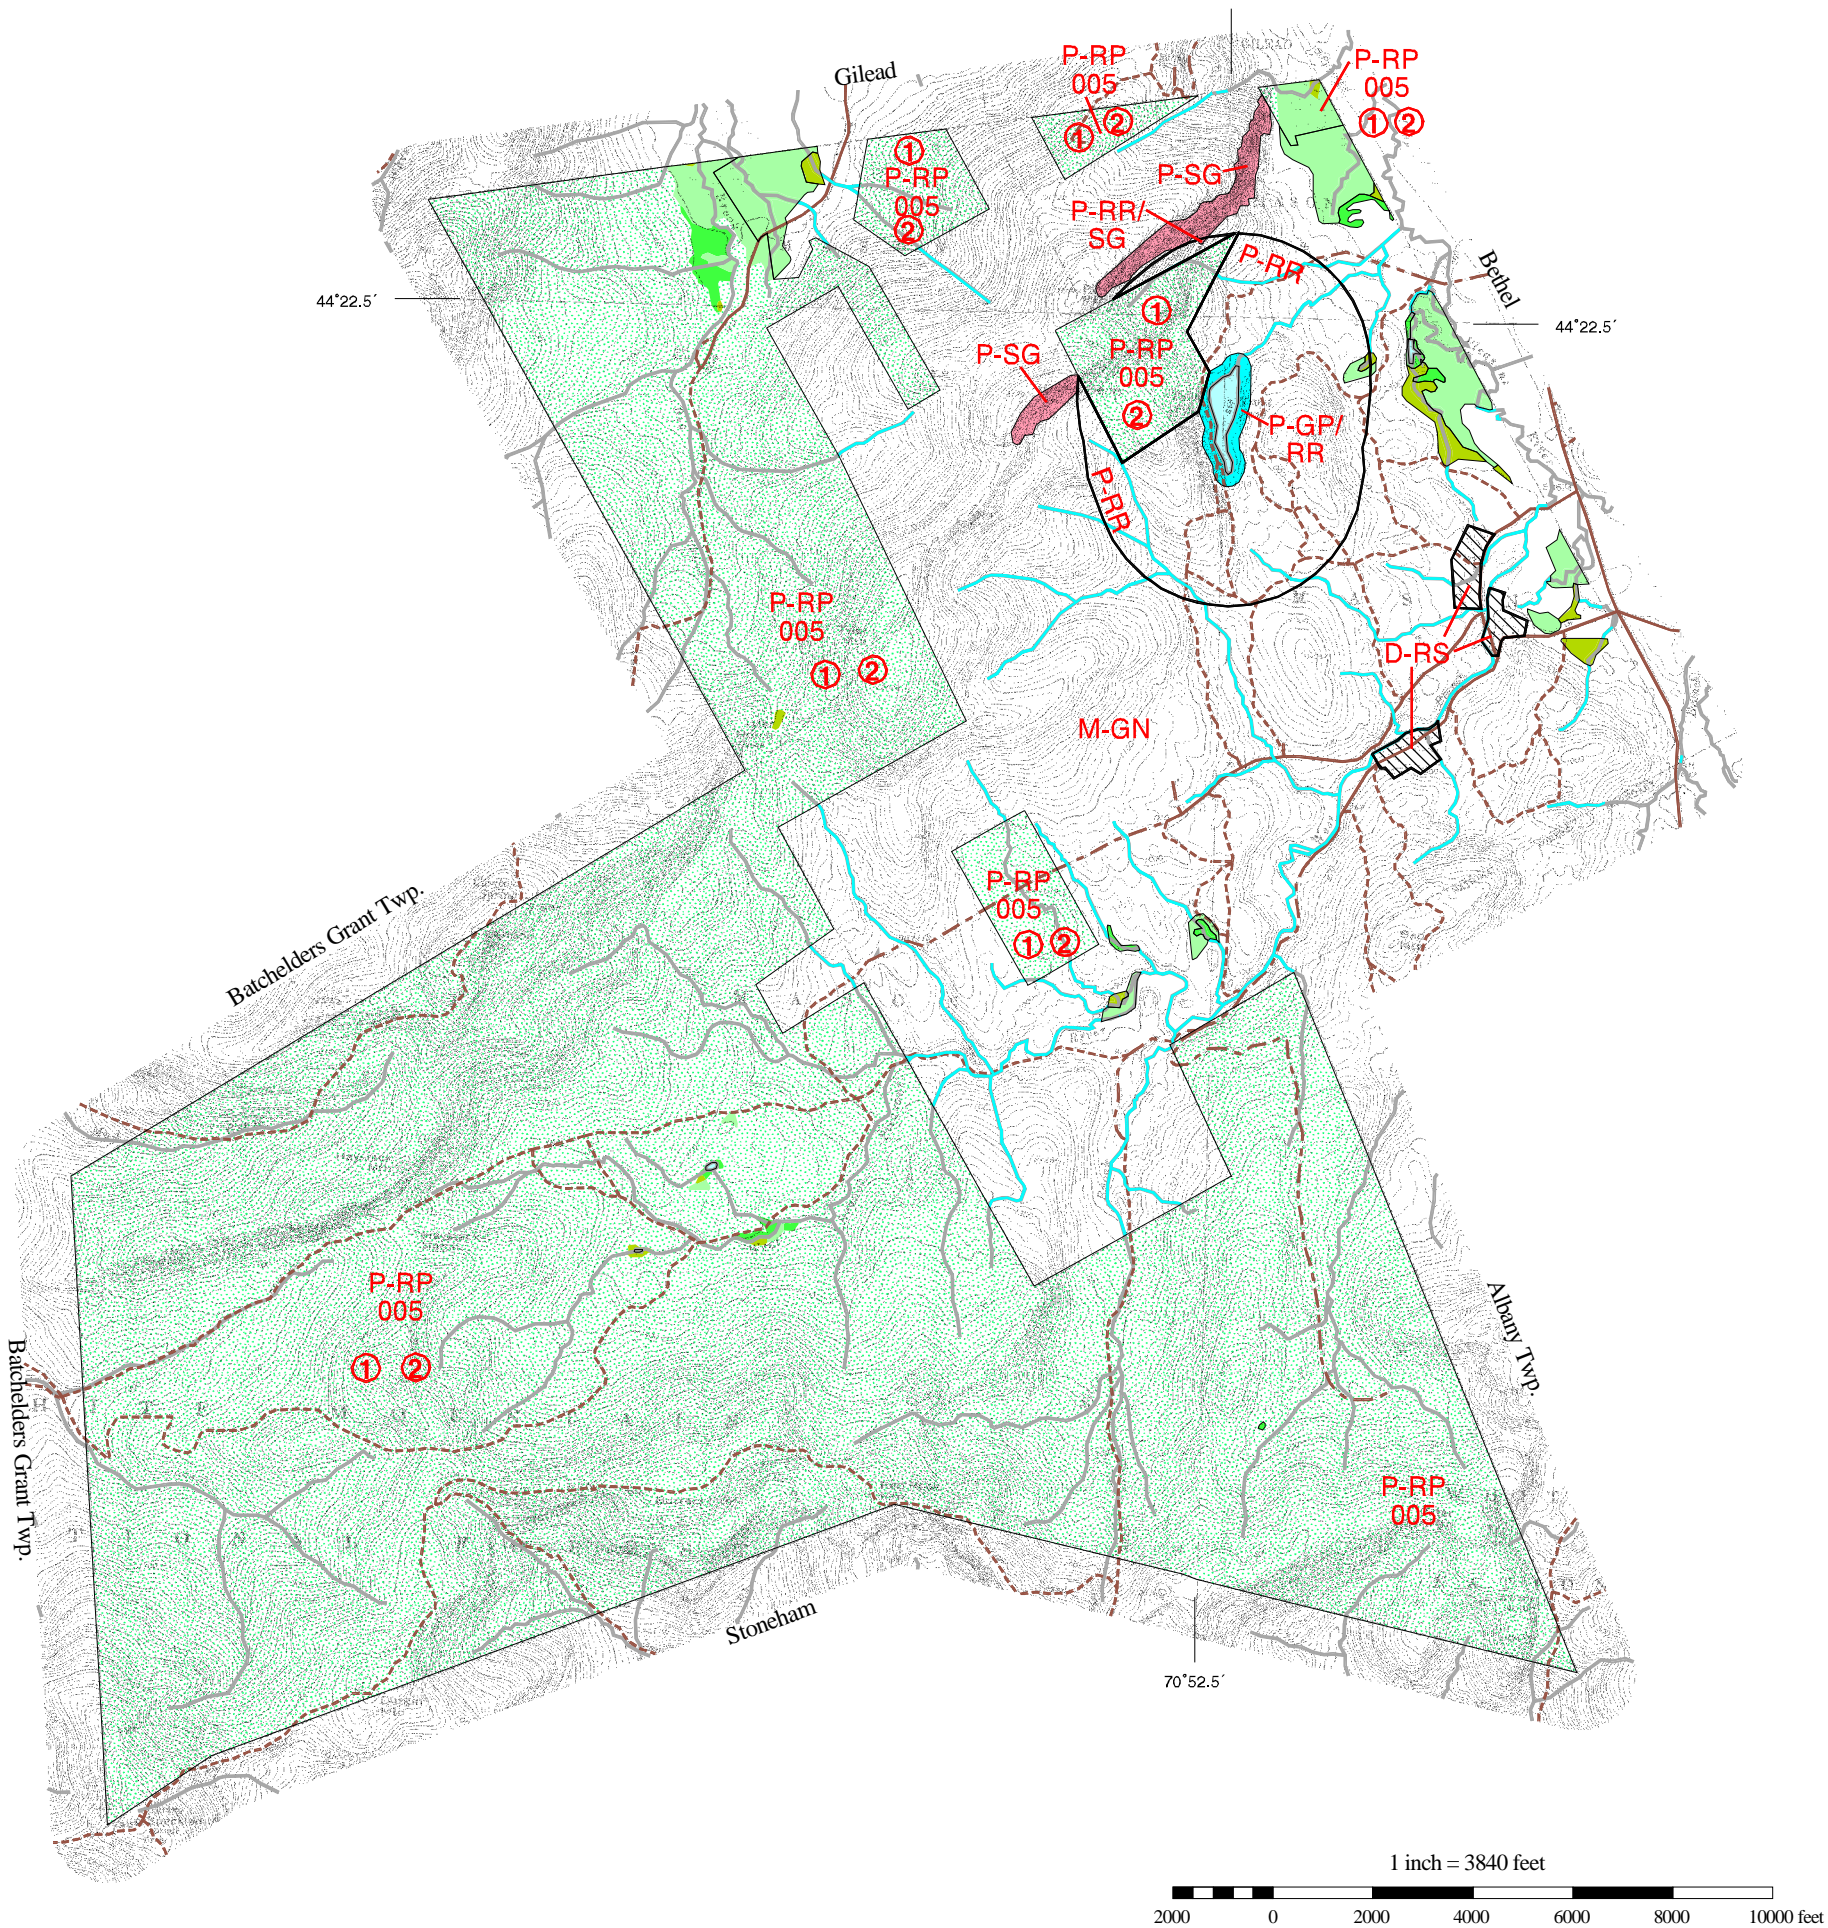 Gilead
P-RP
005
① ②
P-RP
005
① ②
①
P-RP
005
②
P-SG
P-RR/
SG
P-RR
Bethel
44°22.5´
44°22.5´
①
P-RP
005
②
P-SG
P-GP/
RR
P-RR
P-RP
005
① ②
D-RS
M-GN
P-RP
005
① ②
Batchelders Grant Twp.
P-RP
005
① ②
Albany Twp.
Batchelders Grant Twp.
P-RP
005
Stoneham
70°52.5´
1 inch = 3840 feet
2000 0 2000 4000 6000 8000 10000 feet